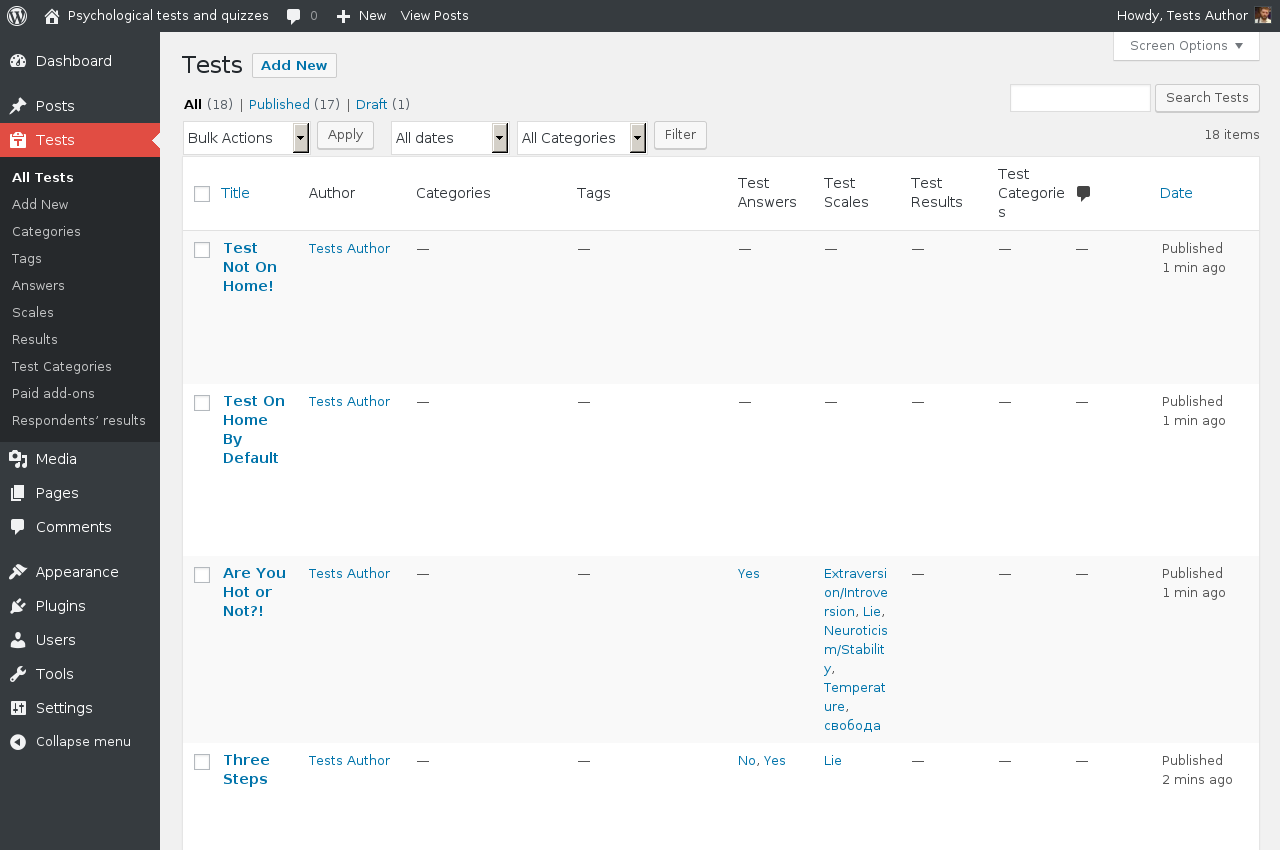 Psychological tests and quizzes 0 New View Posts Howdy, Tests Author
Screen Options
Dashboard
Posts
Tests
All Tests
Add New
Categories
Tags
Answers
Scales
Results
Test Categories
Paid add-ons
Respondents’ results
Media
Pages
Comments
Appearance
Plugins
Users
Tools
Settings
Collapse menu
Tests Add New
All (18) | Published (17) | Draft (1)
Search Tests
Bulk Actions Apply All dates All Categories Filter 18 items
Title Author Categories Tags Test Answers Test Scales Test Results Test Categories Date
Test Not On Home! Tests Author — — — — — — — Published 1 min ago
Test On Home By Default Tests Author — — — — — — — Published 1 min ago
Are You Hot or Not?! Tests Author — — Yes Extraversion/Introversion, Lie, Neuroticism/Stability, Temperature, свобода — — — Published 1 min ago
Three Steps Tests Author — — No, Yes Lie — — — Published 2 mins ago